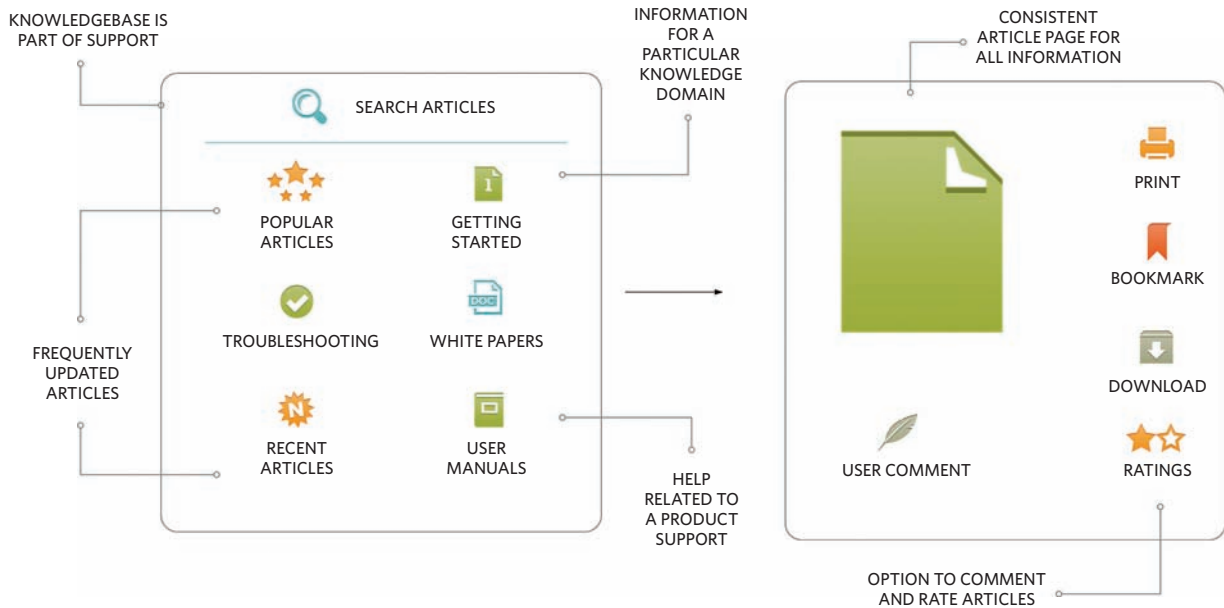 KNOWLEDGEBASE IS
PART OF SUPPORT
INFORMATION
FOR A
PARTICULAR
KNOWLEDGE
DOMAIN
CONSISTENT
ARTICLE PAGE FOR
ALL INFORMATION
SEARCH ARTICLES
POPULAR
ARTICLES
i
GETTING
STARTED
TROUBLESHOOTING
DOC
WHITE PAPERS
FREQUENTLY
UPDATED
ARTICLES
N
RECENT
ARTICLES
USER
MANUALS
HELP
RELATED TO
A PRODUCT
SUPPORT
PRINT
BOOKMARK
DOWNLOAD
USER COMMENT
RATINGS
OPTION TO COMMENT
AND RATE ARTICLES